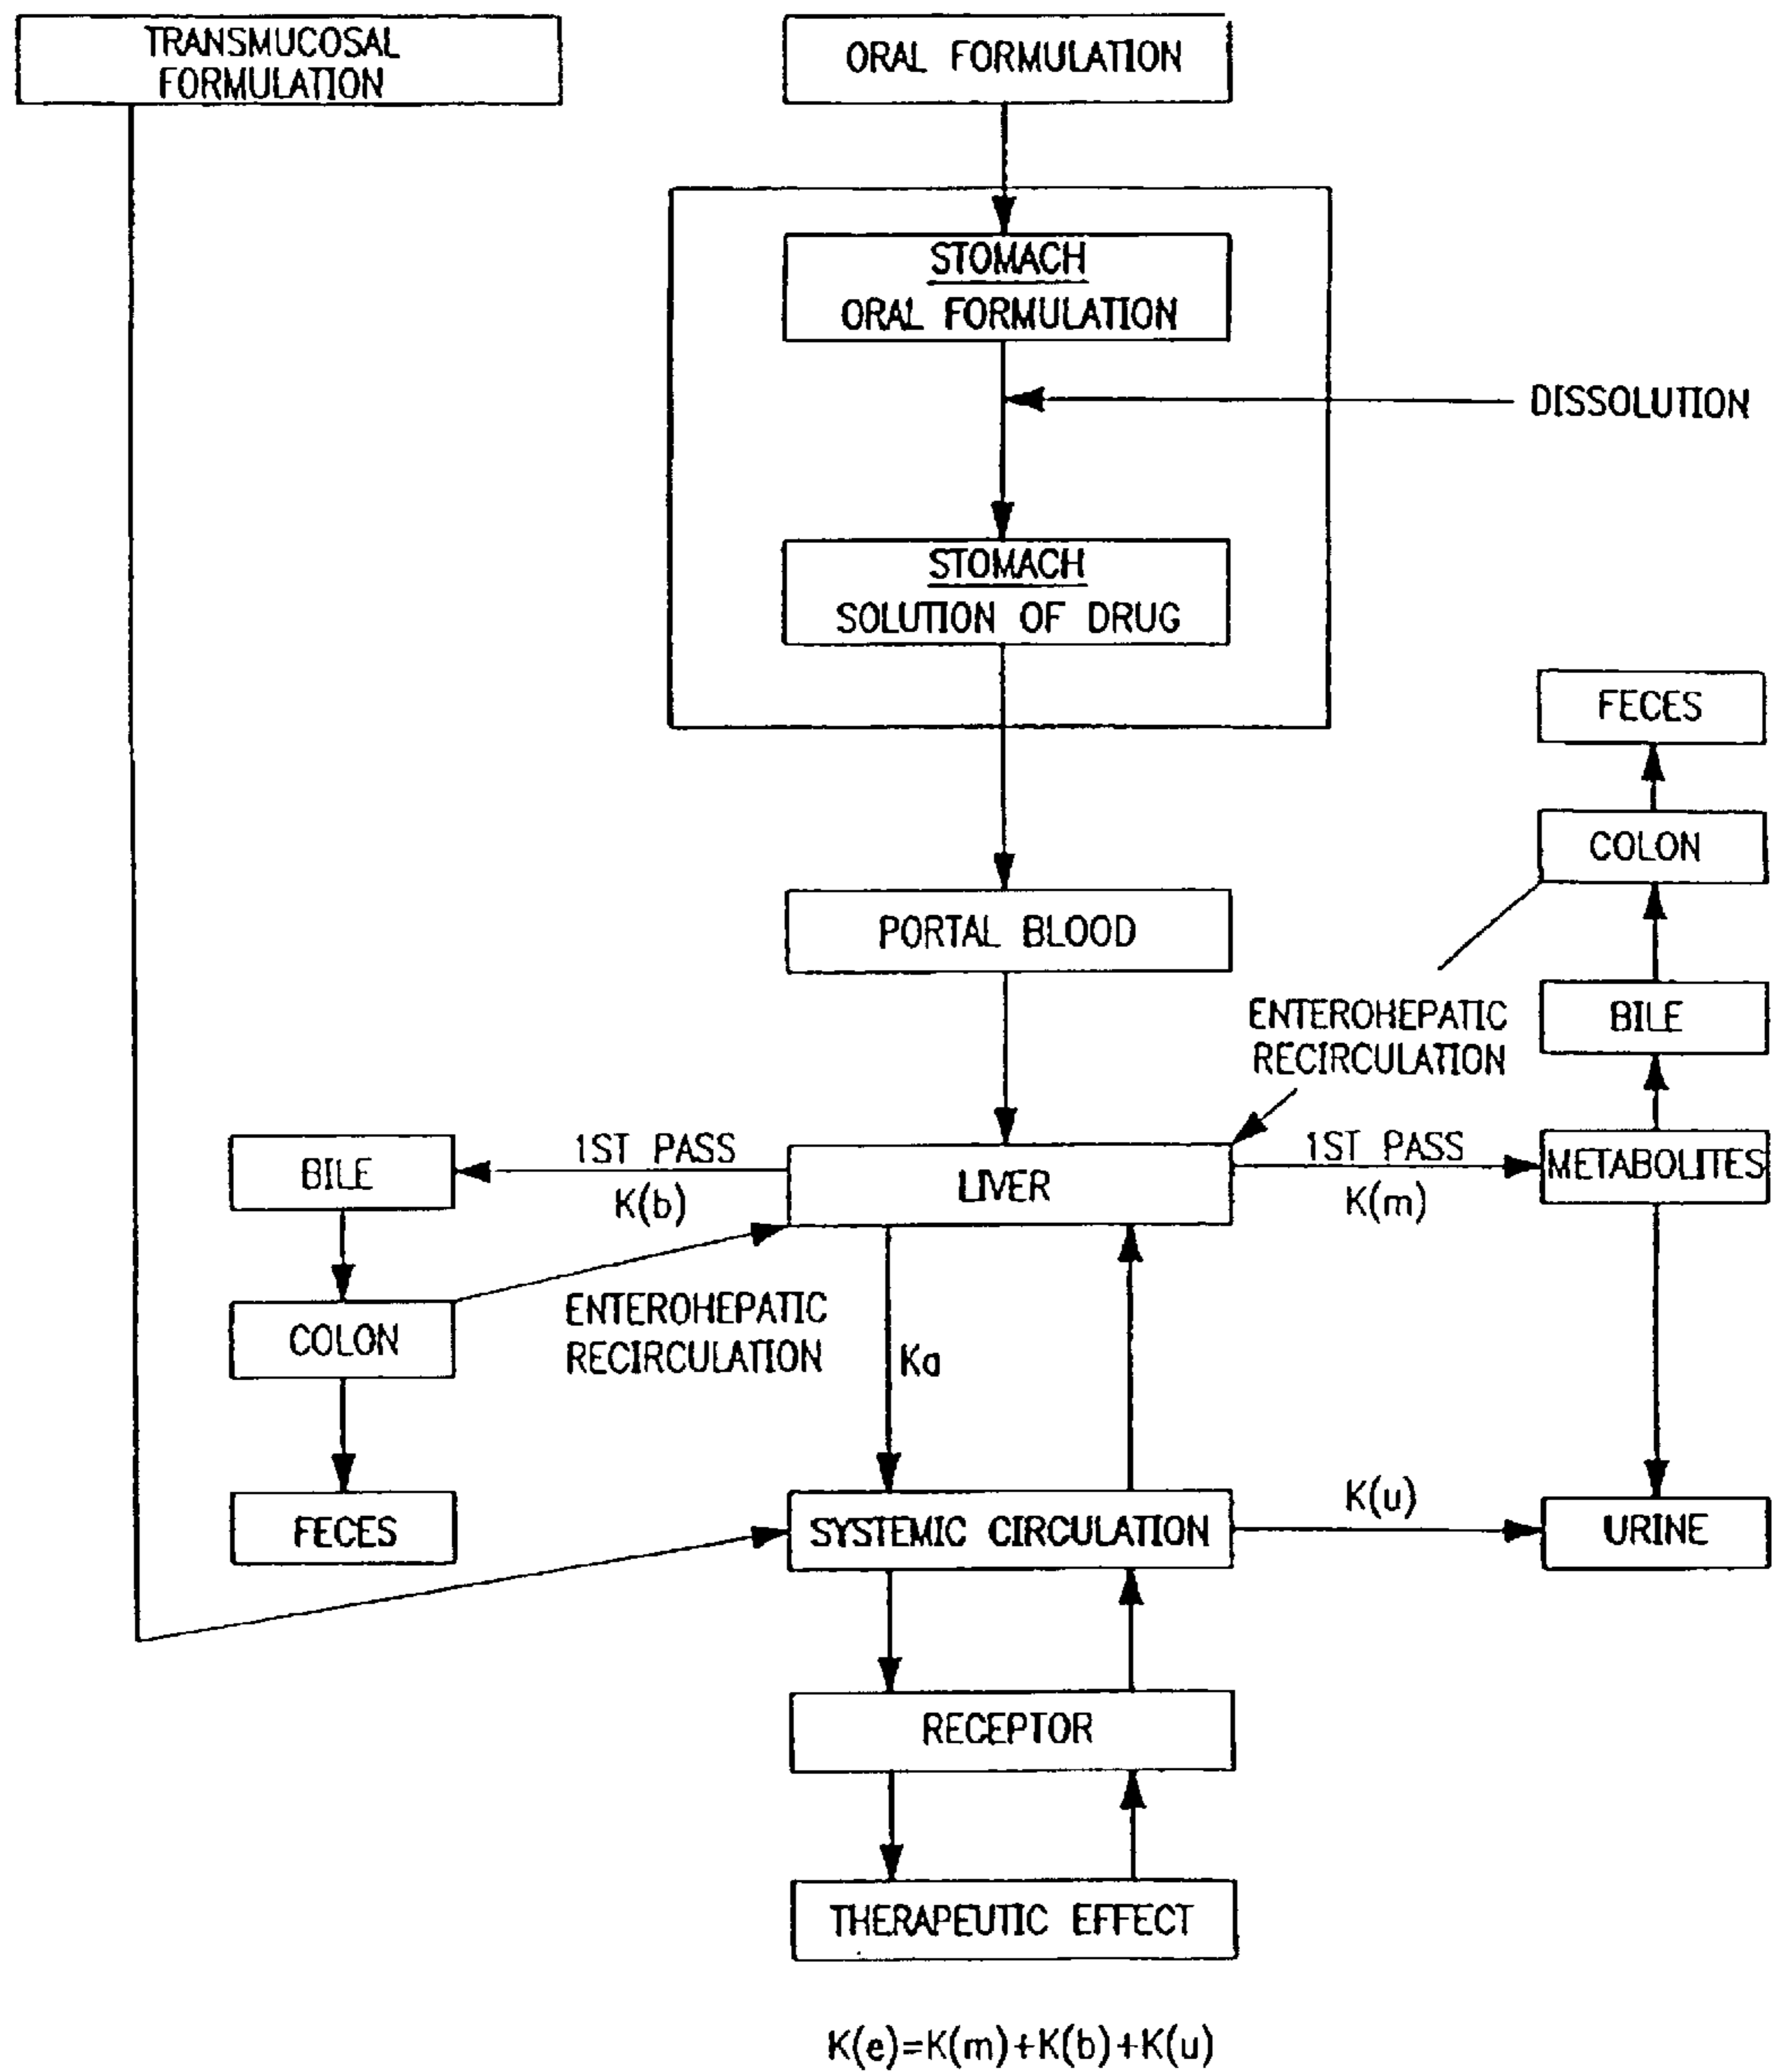 TRANSMUCOSAL
FORMULATION
ORAL FORMULATION
STOMACH
ORAL FORMULATION
DISSOLUTION
STOMACH
SOLUTION OF DRUG
FECES
COLON
PORTAL BLOOD
BILE
ENTEROHEPATIC
RECIRCULATION
BILE
1ST PASS
K(b)
LIVER
1ST PASS
K(m)
METABOLITES
COLON
ENTEROHEPATIC
RECIRCULATION
Ka
FECES
SYSTEMIC CIRCULATION
K(u)
URINE
RECEPTOR
THERAPEUTIC EFFECT
K(e)=K(m)+K(b)+K(u)